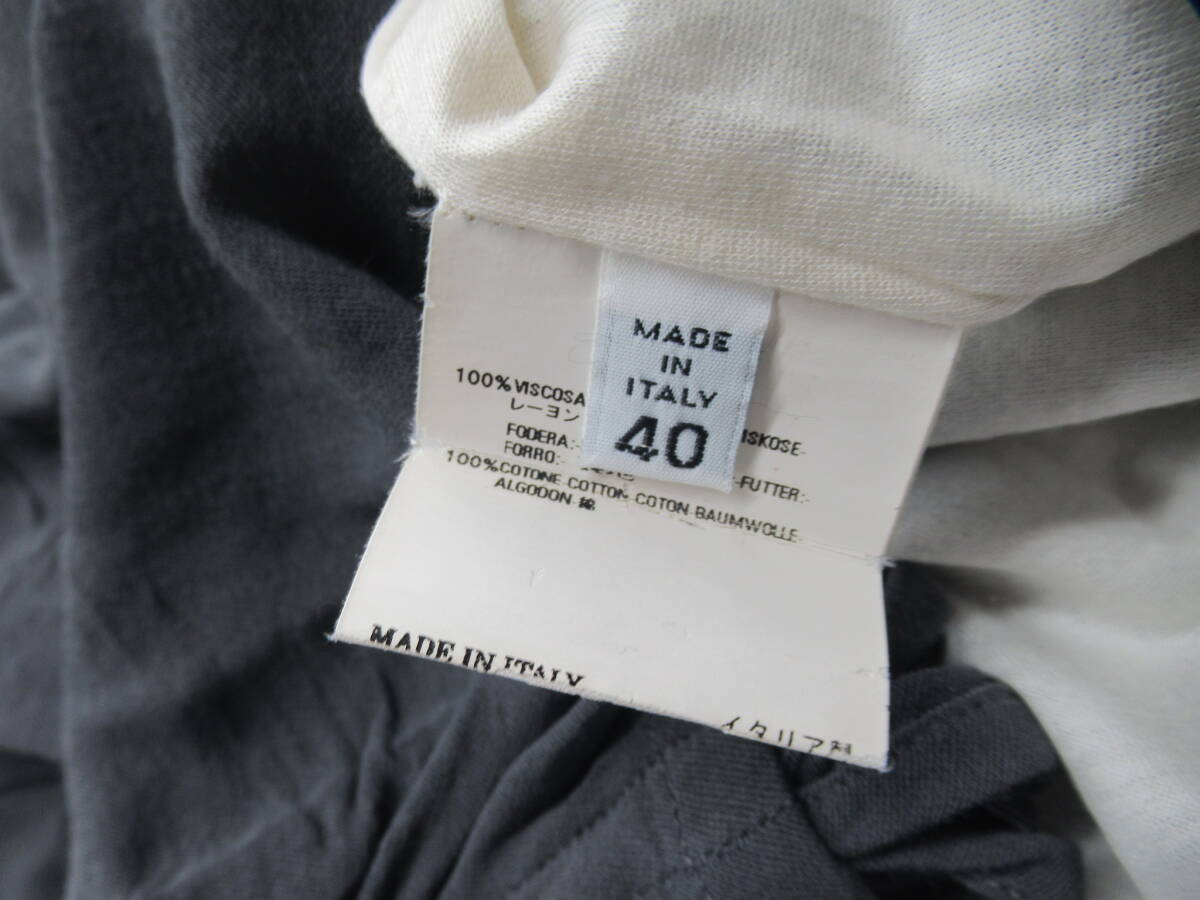 MADE
IN
ITALY
40
100% VISCOSA
ISKOSE-
レーヨン
FODERA:-
-FUTTER:-
FORRO:-
100%COTONE COTTON COTON BAUMWOLLE-
ALGODON 綿
MADE IN ITALY
イタリア製